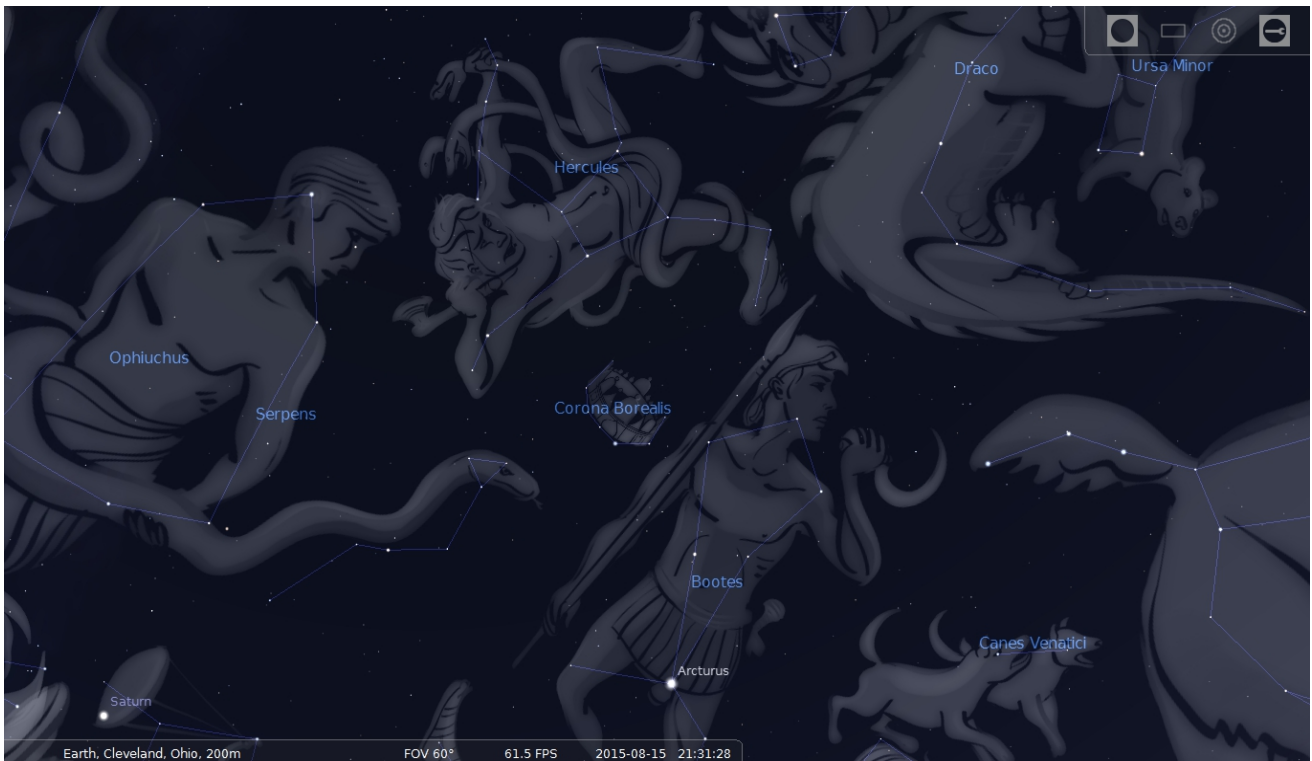 Draco
Ursa Minor
Hercules
Ophiuchus
Serpens
Corona Borealis
Bootes
Canes Venatici
Arcturus
Saturn
Earth, Cleveland, Ohio, 200m FOV 60° 61.5 FPS 2015-08-15 21:31:28